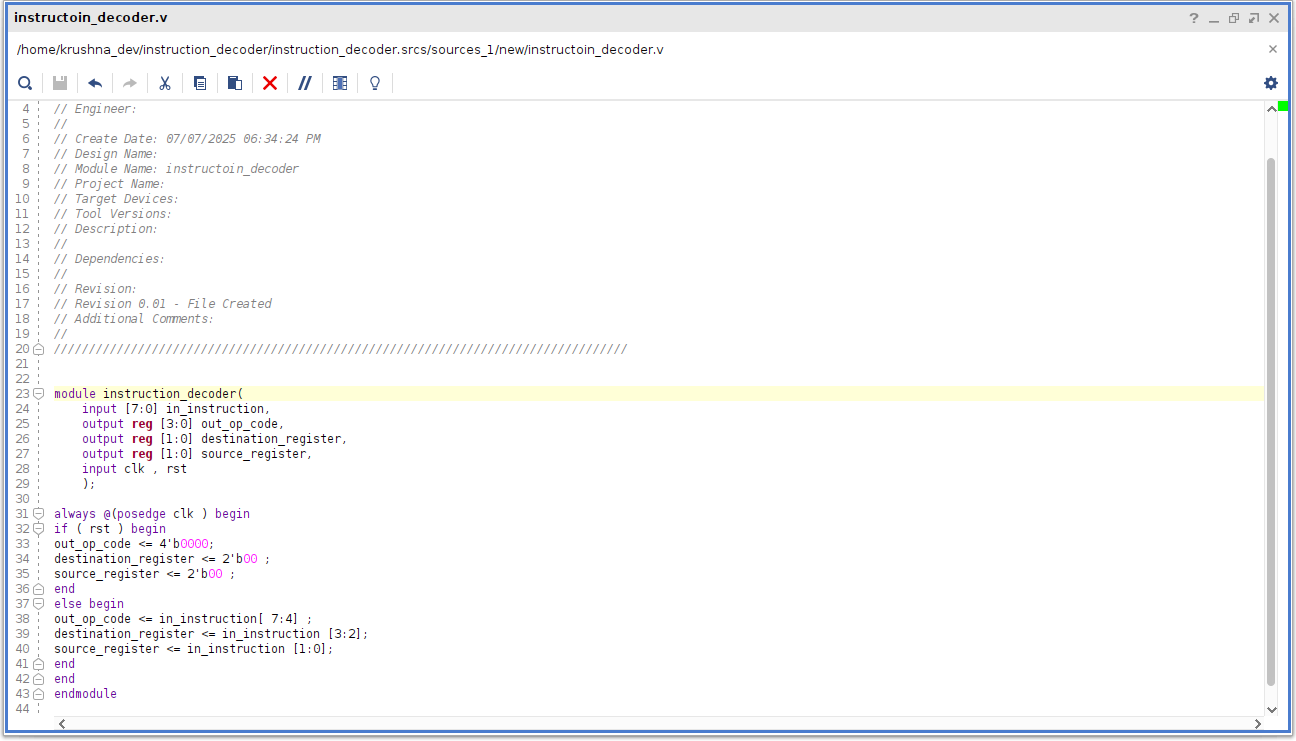 instructoin_decoder.v
/home/krushna_dev/instruction_decoder/instruction_decoder.srcs/sources_1/new/instructoin_decoder.v
4 // Engineer:
5 //
6 // Create Date: 07/07/2025 06:34:24 PM
7 // Design Name:
8 // Module Name: instructoin_decoder
9 // Project Name:
10 // Target Devices:
11 // Tool Versions:
12 // Description:
13 //
14 // Dependencies:
15 //
16 // Revision:
17 // Revision 0.01 - File Created
18 // Additional Comments:
19 //
20 //////////////////////////////////////////////////////////////////////////////////
21
22
23 module instruction_decoder(
24     input [7:0] in_instruction,
25     output reg [3:0] out_op_code,
26     output reg [1:0] destination_register,
27     output reg [1:0] source_register,
28     input clk , rst
29     );
30
31 always @(posedge clk ) begin
32 if ( rst ) begin
33 out_op_code <= 4'b0000;
34 destination_register <= 2'b00 ;
35 source_register <= 2'b00 ;
36 end
37 else begin
38 out_op_code <= in_instruction[ 7:4] ;
39 destination_register <= in_instruction [3:2];
40 source_register <= in_instruction [1:0];
41 end
42 end
43 endmodule
44